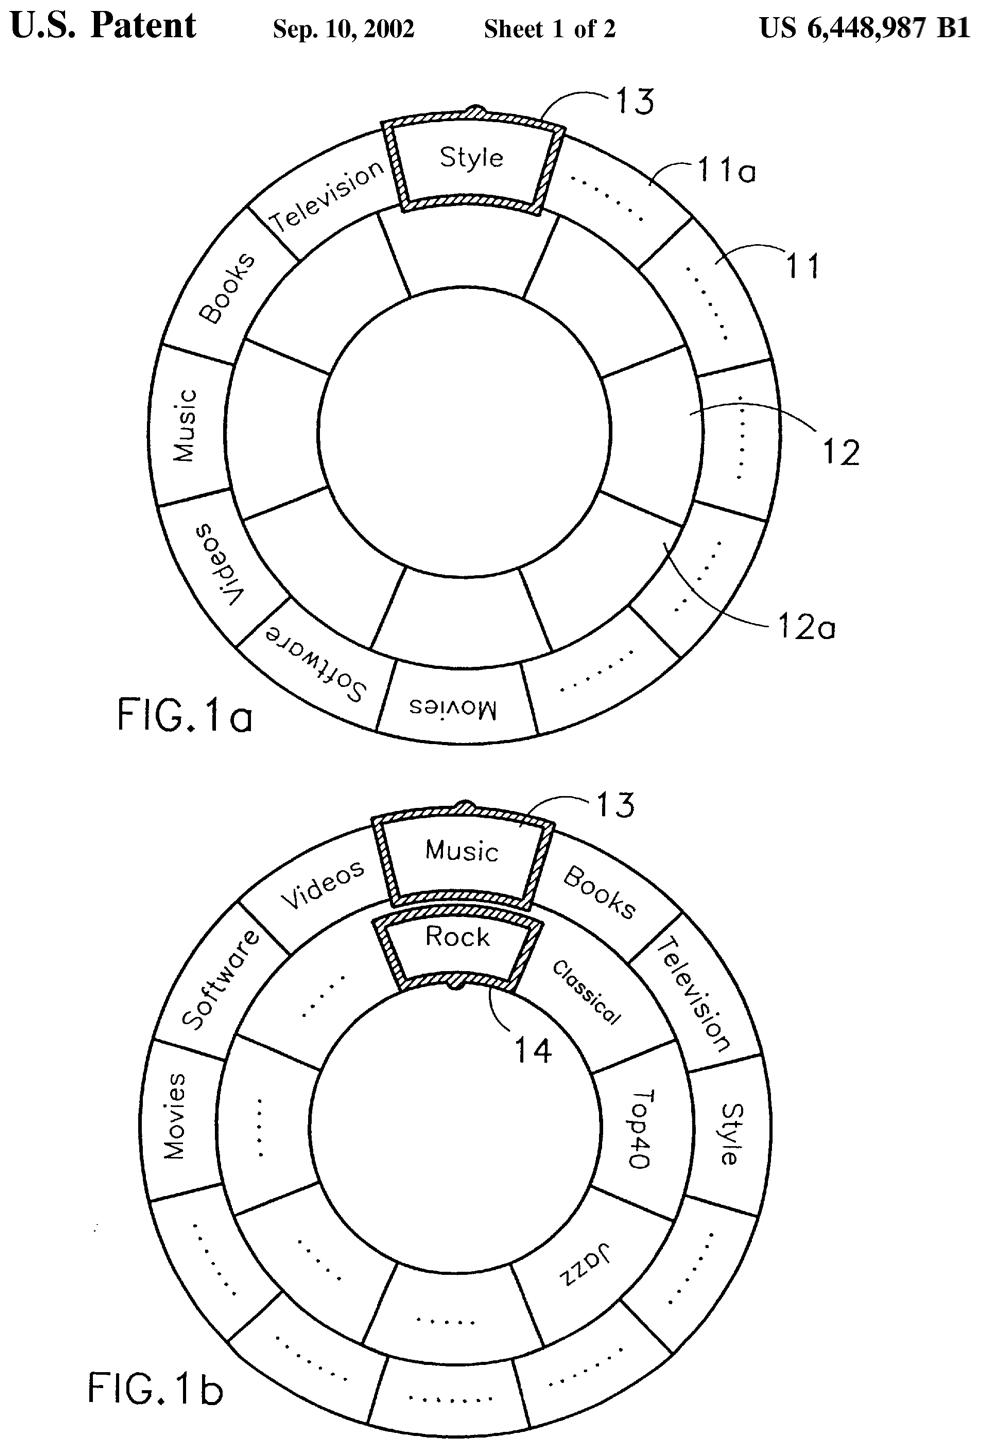 U.S. Patent Sep. 10, 2002 Sheet 1 of 2 US 6,448,987 B1
13
Style
11a
Television
11
Books
Music
12
Videos
12a
Software
Movies
FIG.1a
13
Music
Videos
Books
Rock
Software
Classical
Television
14
Movies
Top40
Style
Jazz
FIG.1b